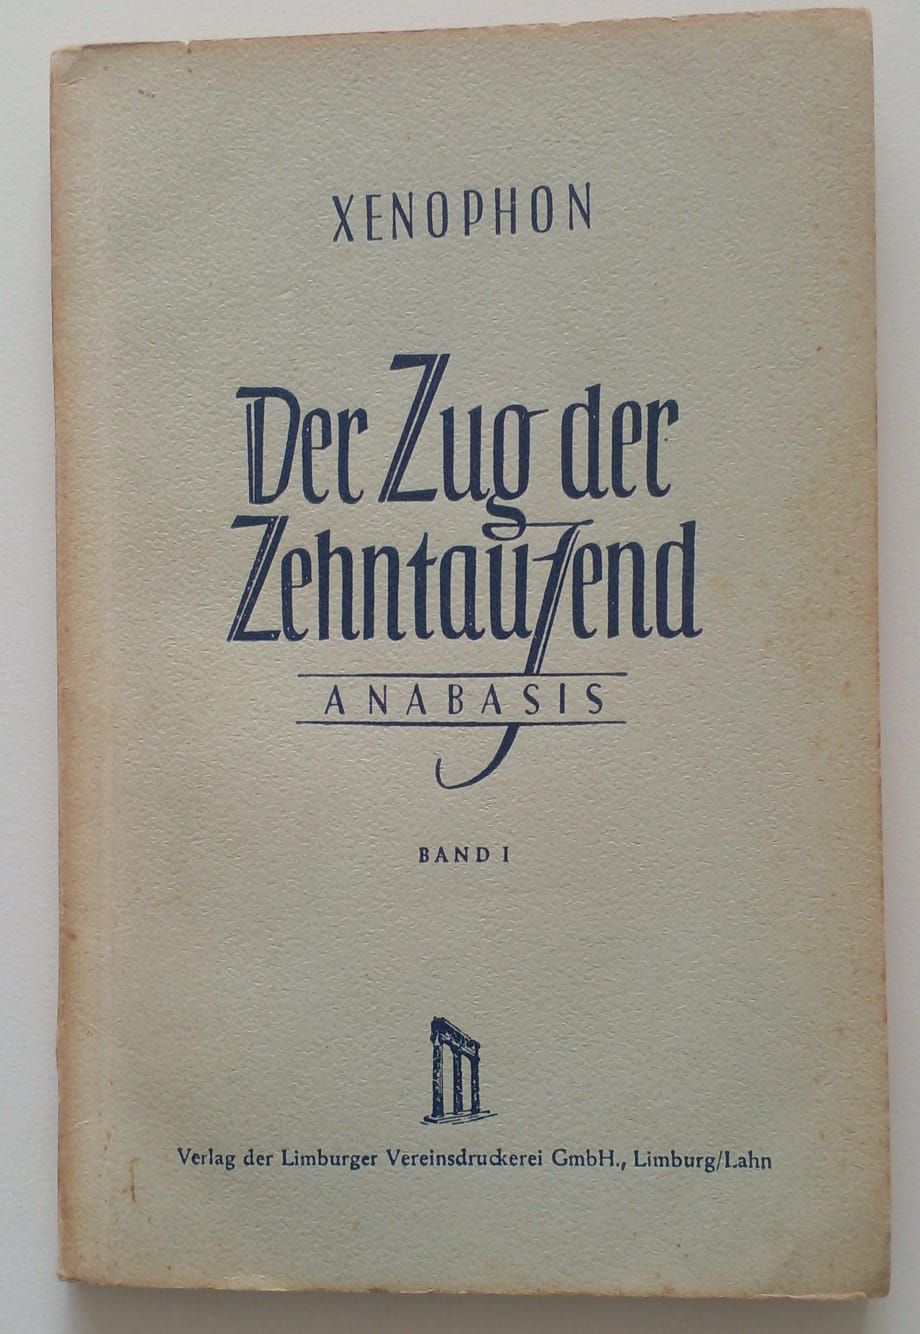 XENOPHON
Der Zug der
Zehntauſend
ANABASIS
BAND I
Verlag der Limburger Vereinsdruckerei GmbH., Limburg/Lahn